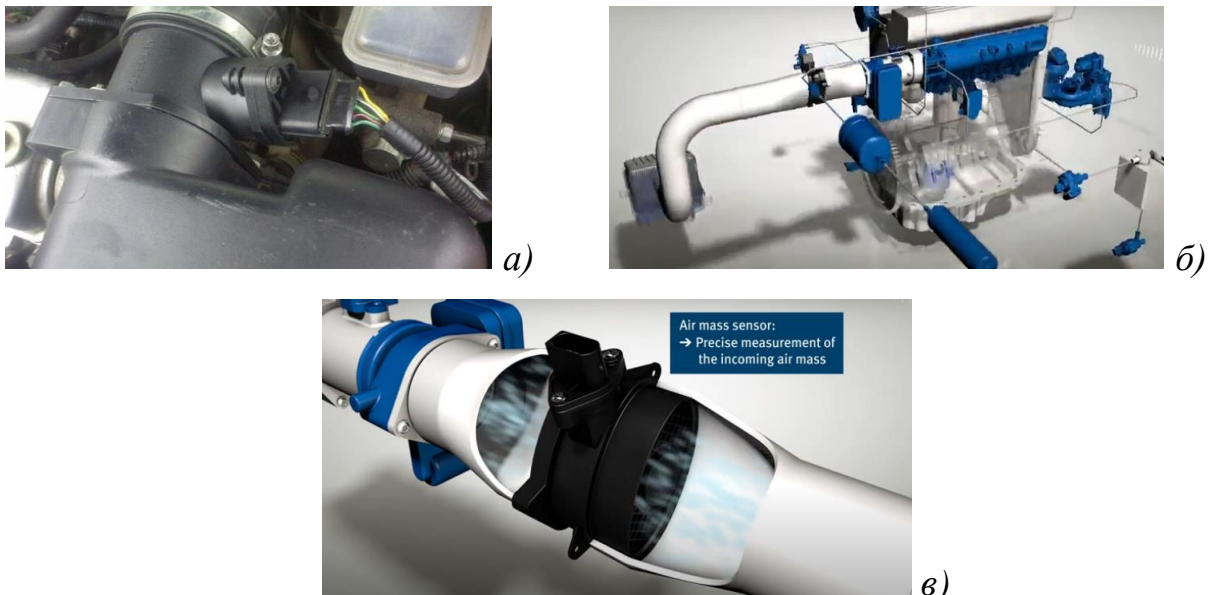 а)
б)
Air mass sensor:
→ Precise measurement of
the incoming air mass
в)